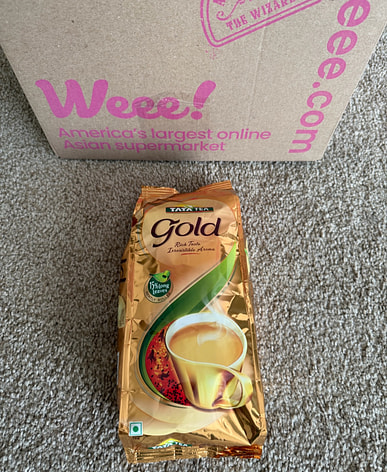 THE WIZARD
Weee!
America's largest online
Asian supermarket
eee.com
TATA TEA
Gold
Rich Taste
Irresistible Aroma
15% long
leaves